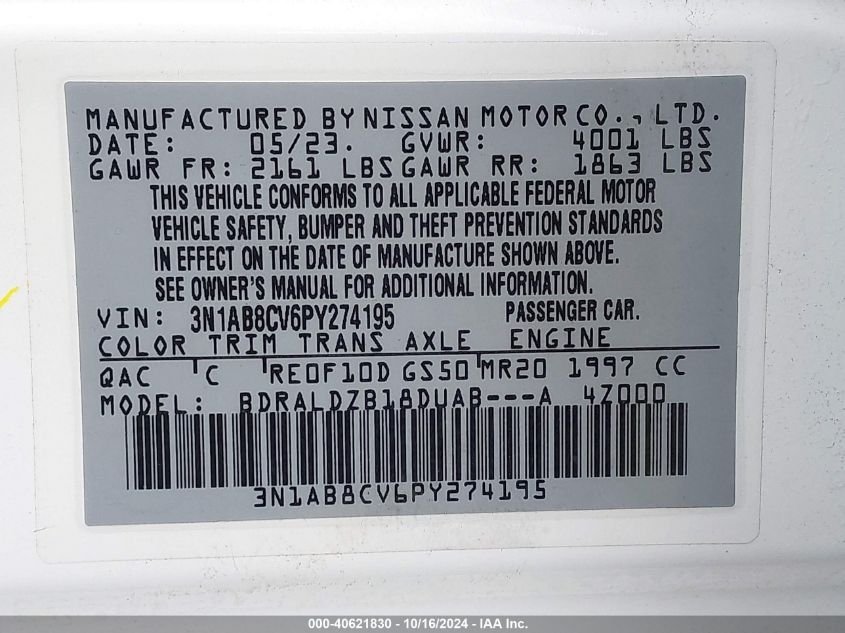 MANUFACTURED BY NISSAN MOTOR CO., LTD.
DATE: 05/23. GVWR: 4001 LBS
GAWR FR: 2161 LBS GAWR RR: 1863 LBS
THIS VEHICLE CONFORMS TO ALL APPLICABLE FEDERAL MOTOR
VEHICLE SAFETY, BUMPER AND THEFT PREVENTION STANDARDS
IN EFFECT ON THE DATE OF MANUFACTURE SHOWN ABOVE.
SEE OWNER'S MANUAL FOR ADDITIONAL INFORMATION.
VIN: 3N1AB8CV6PY274195 PASSENGER CAR.
COLOR TRIM TRANS AXLE ENGINE
QAC ' C ' RE0F10D GS50 ' MR20 1997 CC
MODEL: BDRALDZB18DUAB---A 4Z000
3N1AB8CV6PY274195
000-40621830 - 10/16/2024 - IAA Inc.